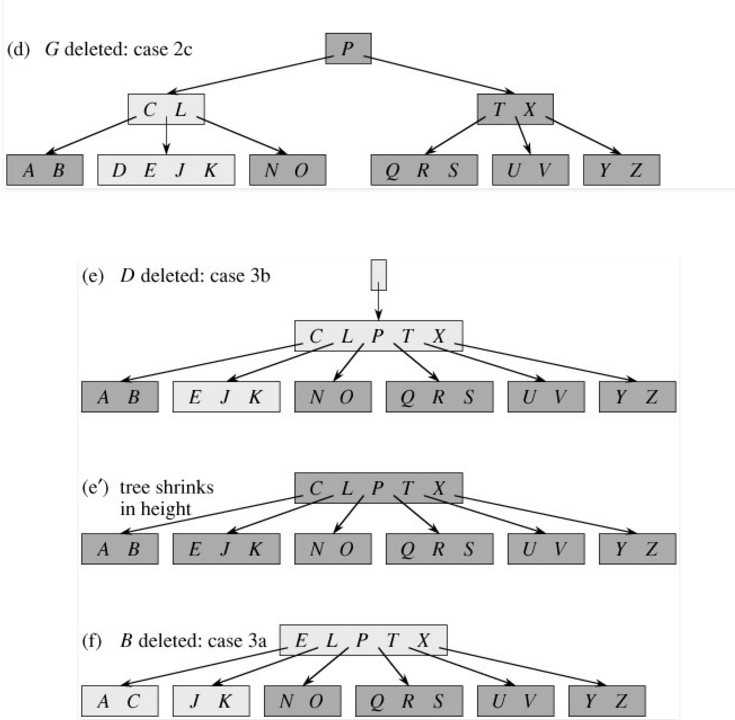 (d) G deleted: case 2c
P
C L
T X
A B
D E J K
N O
Q R S
U V
Y Z
(e) D deleted: case 3b
C L P T X
A B
E J K
N O
Q R S
U V
Y Z
(e′) tree shrinks
in height
C L P T X
A B
E J K
N O
Q R S
U V
Y Z
(f) B deleted: case 3a
E L P T X
A C
J K
N O
Q R S
U V
Y Z